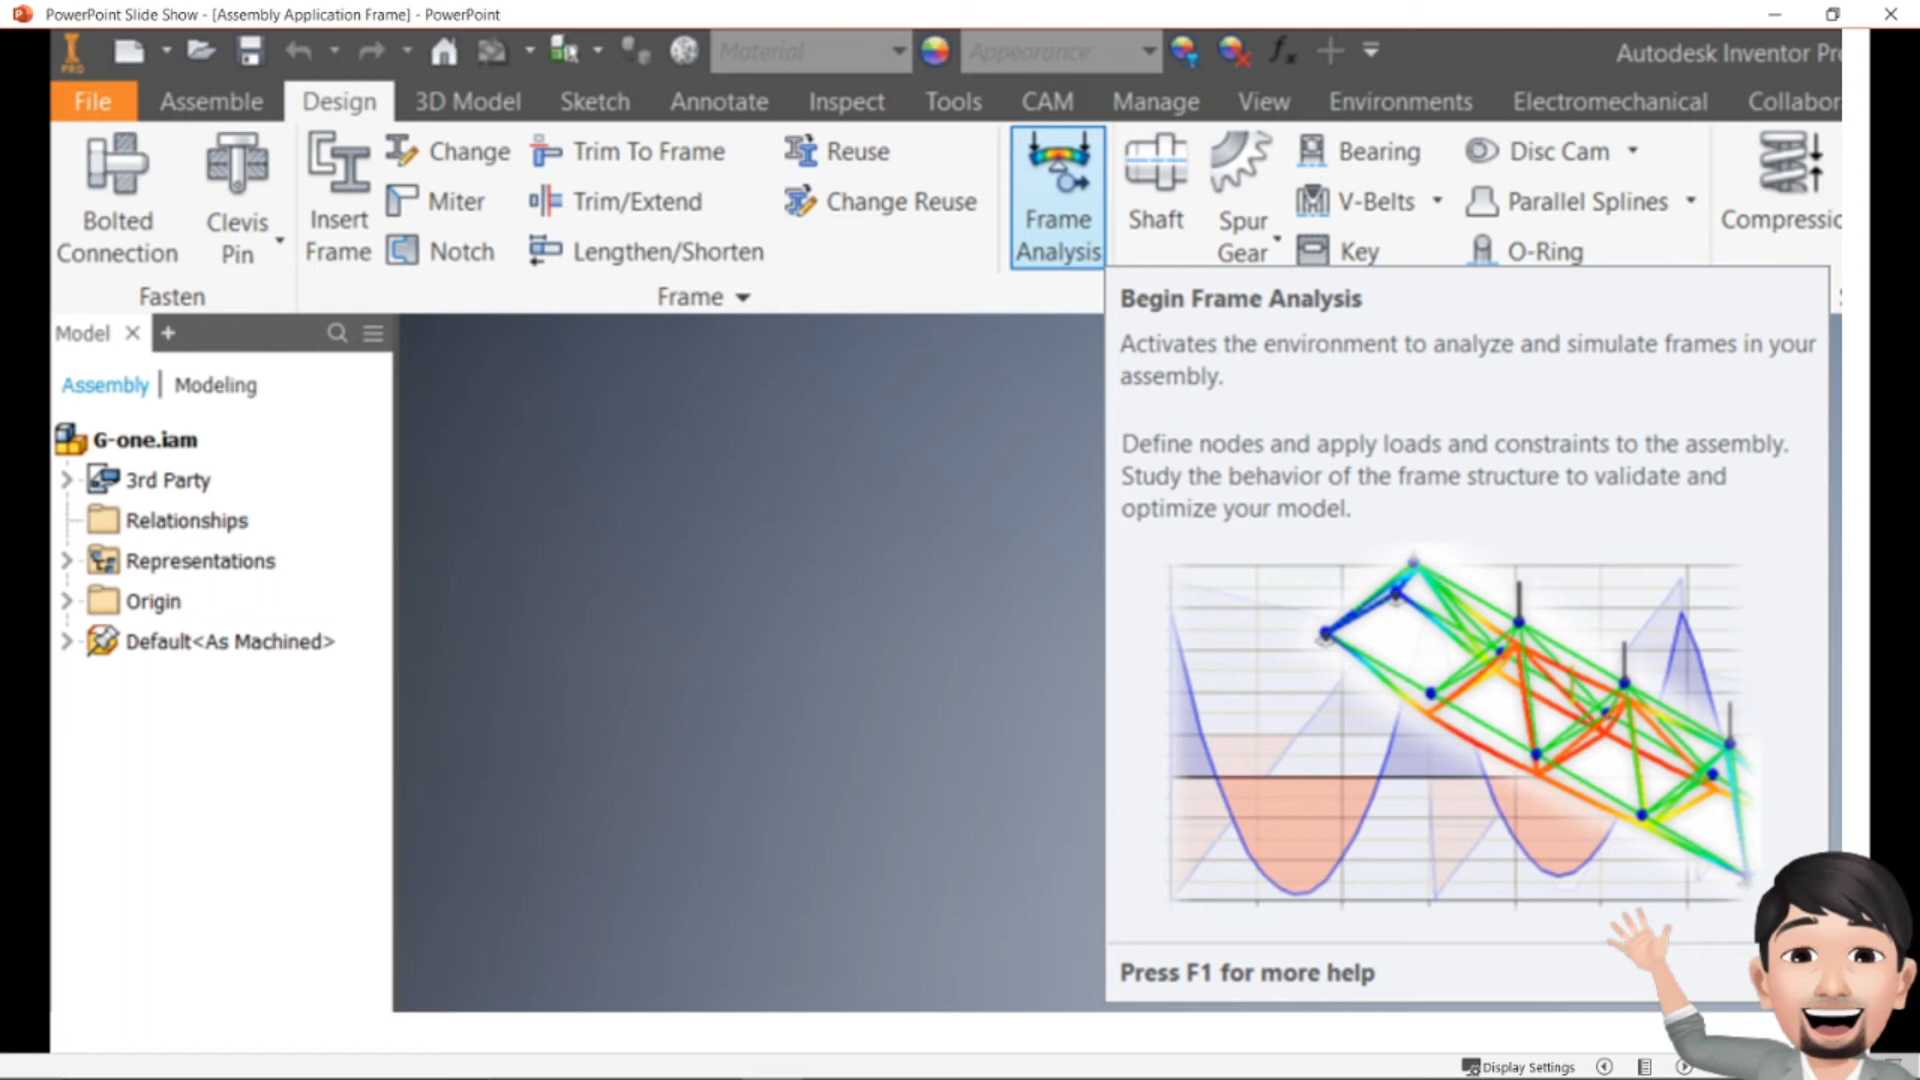 PowerPoint Slide Show - [Assembly Application Frame] - PowerPoint
PRO
Material
Appearance
fx
Autodesk Inventor Pr
File
Assemble
Design
3D Model
Sketch
Annotate
Inspect
Tools
CAM
Manage
View
Environments
Electromechanical
Collabor
Bolted
Connection
Clevis
Pin
Insert
Frame
Change
Miter
Notch
Trim To Frame
Trim/Extend
Lengthen/Shorten
Reuse
Change Reuse
Frame
Analysis
Shaft
Spur
Gear
Bearing
V-Belts
Key
Disc Cam
Parallel Splines
O-Ring
Compressio
Fasten
Frame
Model
Assembly | Modeling
G-one.iam
3rd Party
Relationships
Representations
Origin
Default<As Machined>
Begin Frame Analysis
Activates the environment to analyze and simulate frames in your
assembly.
Define nodes and apply loads and constraints to the assembly.
Study the behavior of the frame structure to validate and
optimize your model.
Press F1 for more help
Display Settings